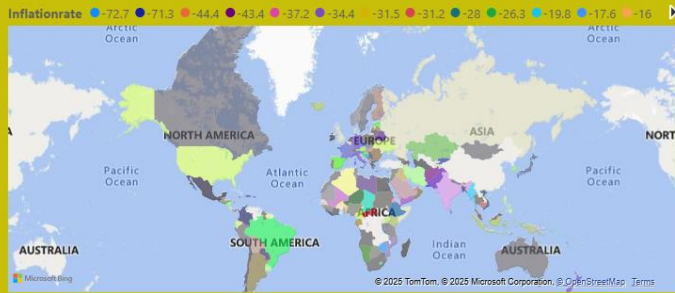 Inflationrate -72.7 -71.3 -44.4 -43.4 -37.2 -34.4 -31.5 -31.2 -28 -26.3 -19.8 -17.6 -16
Arctic Ocean
Arctic Ocean
NORTH AMERICA
EUROPE
ASIA
NORT
Pacific Ocean
Atlantic Ocean
Pacific Ocean
AFRICA
SOUTH AMERICA
AUSTRALIA
Indian Ocean
AUSTRALIA
Microsoft Bing
© 2025 TomTom, © 2025 Microsoft Corporation, © OpenStreetMap Terms